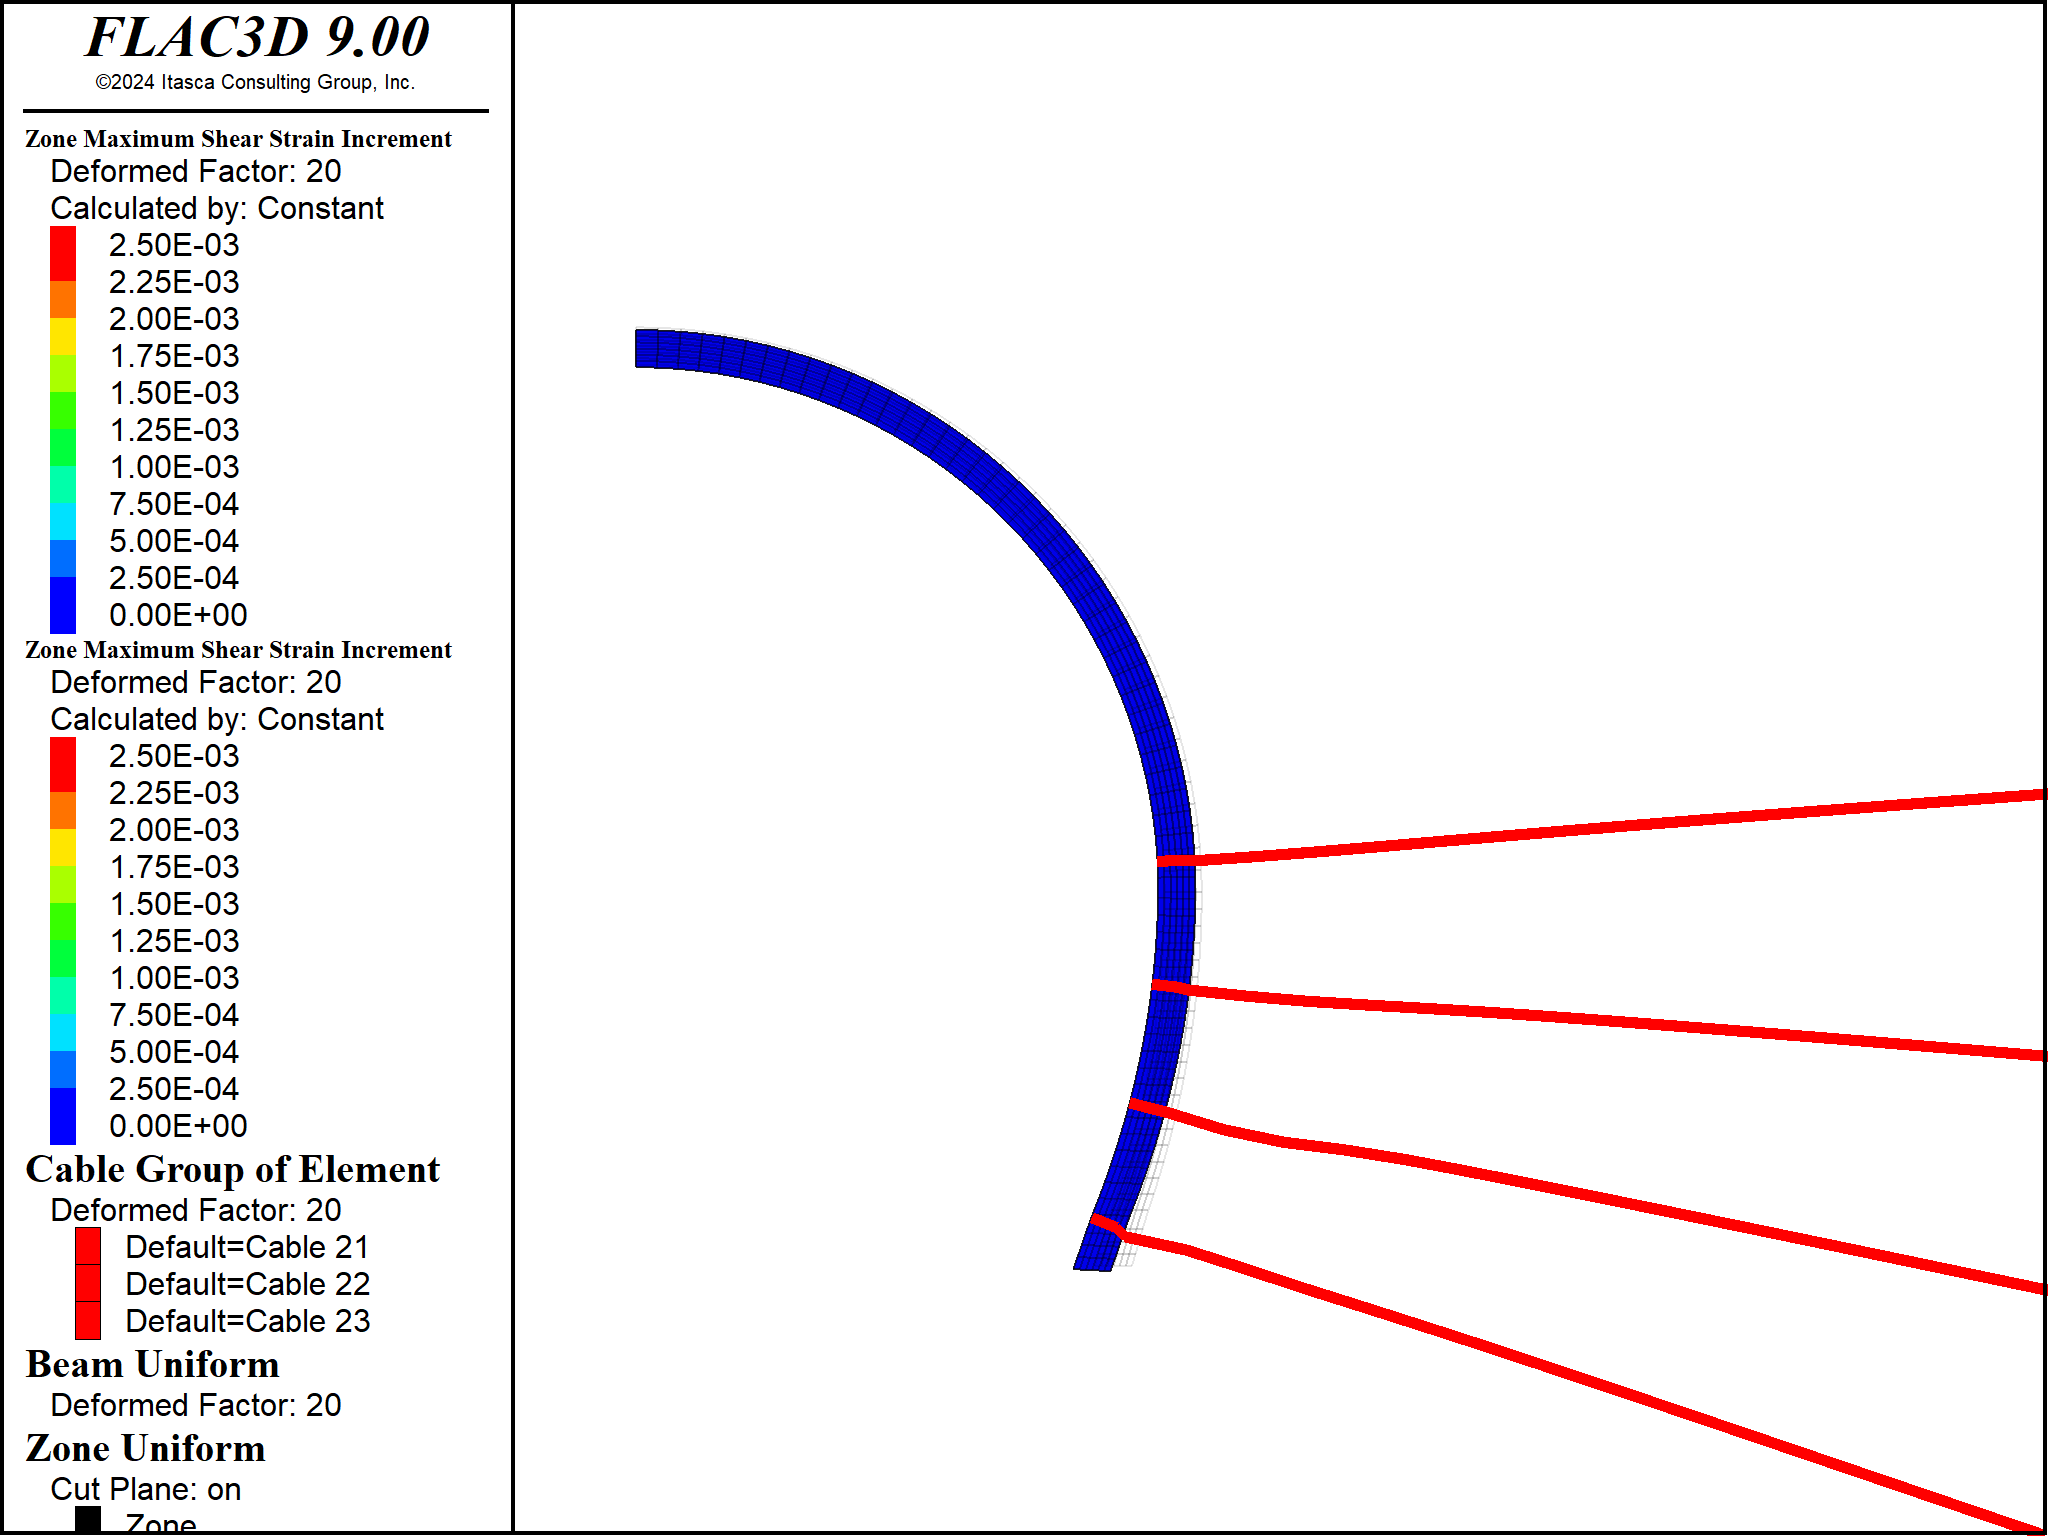 FLAC3D 9.00
©2024 Itasca Consulting Group, Inc.
Zone Maximum Shear Strain Increment
Deformed Factor: 20
Calculated by: Constant
2.50E-03
2.25E-03
2.00E-03
1.75E-03
1.50E-03
1.25E-03
1.00E-03
7.50E-04
5.00E-04
2.50E-04
0.00E+00
Zone Maximum Shear Strain Increment
Deformed Factor: 20
Calculated by: Constant
2.50E-03
2.25E-03
2.00E-03
1.75E-03
1.50E-03
1.25E-03
1.00E-03
7.50E-04
5.00E-04
2.50E-04
0.00E+00
Cable Group of Element
Deformed Factor: 20
Default=Cable 21
Default=Cable 22
Default=Cable 23
Beam Uniform
Deformed Factor: 20
Zone Uniform
Cut Plane: on
Zone